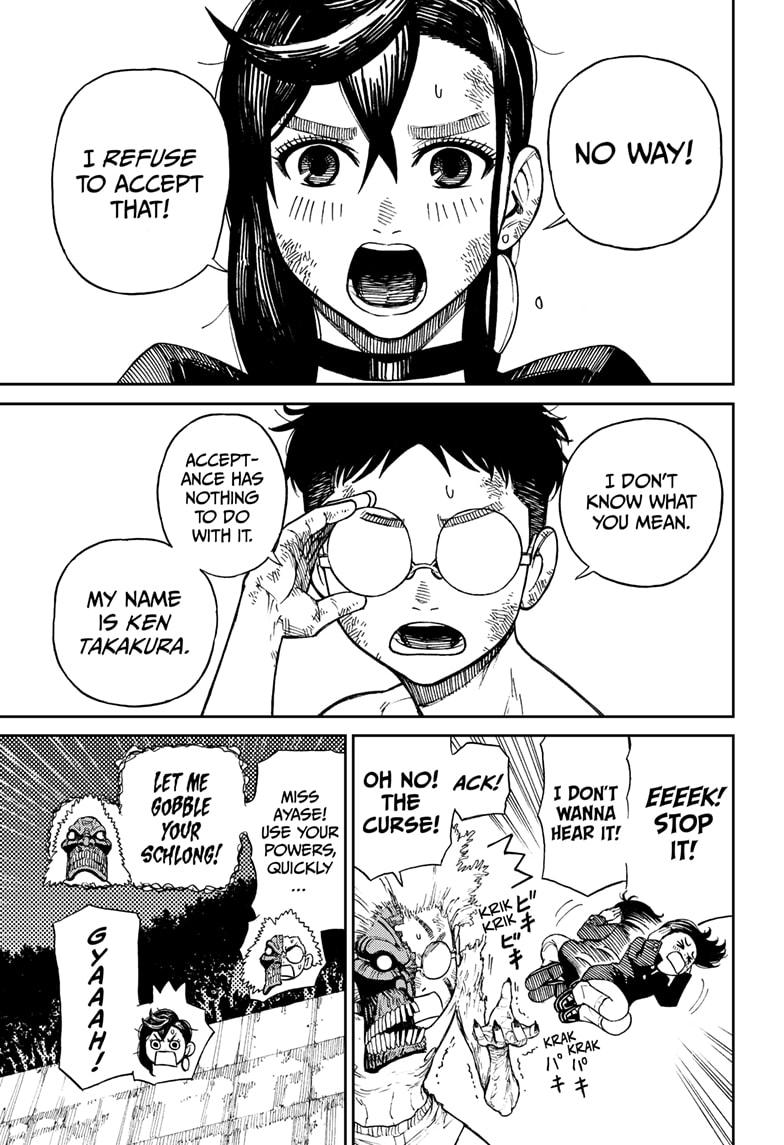 NO WAY!
I REFUSE
TO ACCEPT
THAT!
I DON'T
KNOW WHAT
YOU MEAN.
ACCEPT-
ANCE HAS
NOTHING
TO DO
WITH IT.
MY NAME
IS KEN
TAKAKURA.
EEEEK!
STOP
IT!
I DON'T
WANNA
HEAR IT!
ACK!
OH NO!
THE
CURSE!
KRIK
KRIK
ビキ
ビキ
KRAK
KRAK
パキ
パキ
MISS
AYASE!
USE YOUR
POWERS,
QUICKLY
...
LET ME
GOBBLE
YOUR
SCHLONG!
GYAAAH!